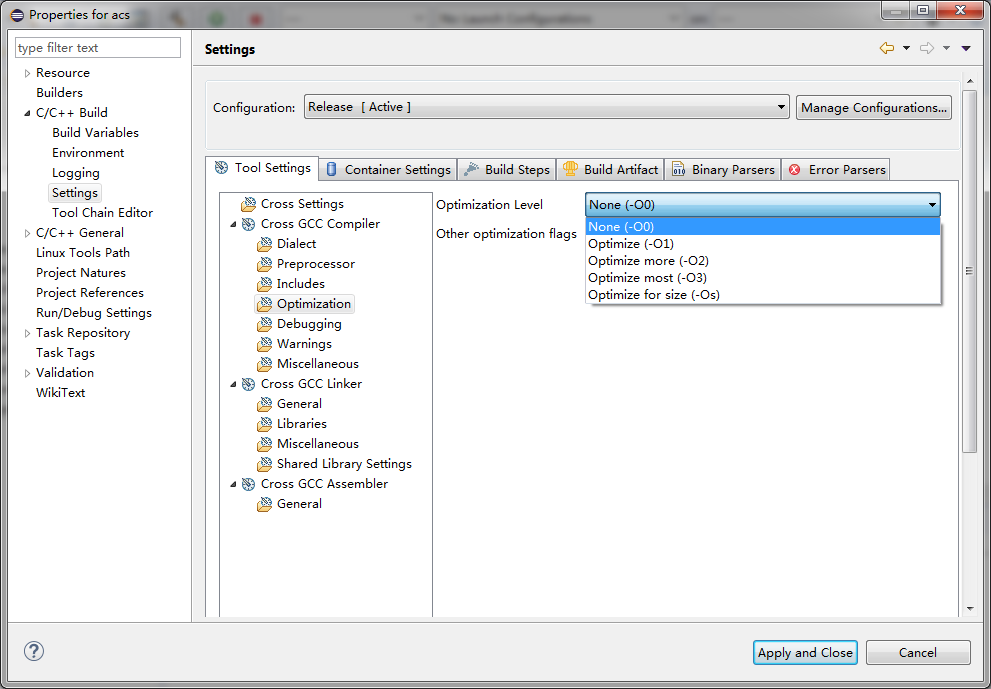 Properties for acs
No Launch Configurations
type filter text
Resource
Builders
C/C++ Build
Build Variables
Environment
Logging
Settings
Tool Chain Editor
C/C++ General
Linux Tools Path
Project Natures
Project References
Run/Debug Settings
Task Repository
Task Tags
Validation
WikiText
Settings
Configuration: Release [ Active ] Manage Configurations...
Tool Settings Container Settings Build Steps Build Artifact Binary Parsers Error Parsers
Cross Settings
Cross GCC Compiler
Dialect
Preprocessor
Includes
Optimization
Debugging
Warnings
Miscellaneous
Cross GCC Linker
General
Libraries
Miscellaneous
Shared Library Settings
Cross GCC Assembler
General
Optimization Level None (-O0)
Other optimization flags
None (-O0)
Optimize (-O1)
Optimize more (-O2)
Optimize most (-O3)
Optimize for size (-Os)
?
Apply and Close Cancel